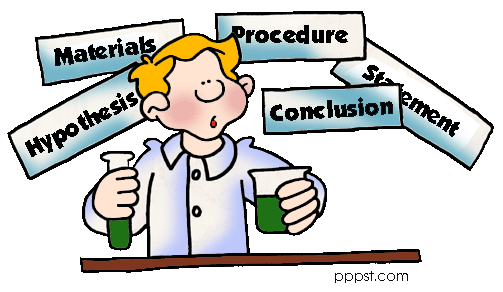 Materials
Procedure
Hypothesis
Conclusion
Statement
pppst.com